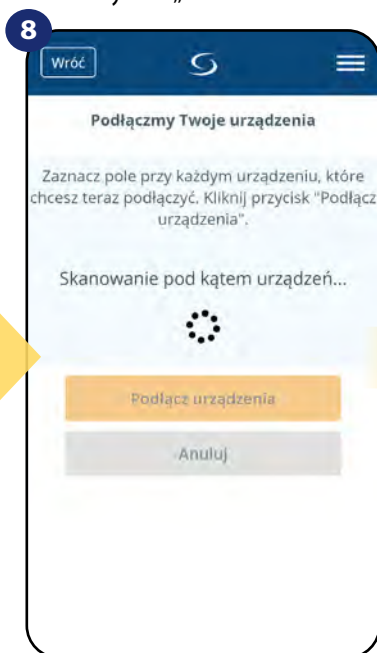 8
Wróć
Podłączmy Twoje urządzenia
Zaznacz pole przy każdym urządzeniu, które
chcesz teraz podłączyć. Kliknij przycisk "Podłącz
urządzenia".
Skanowanie pod kątem urządzeń...
Podłącz urządzenia
Anuluj